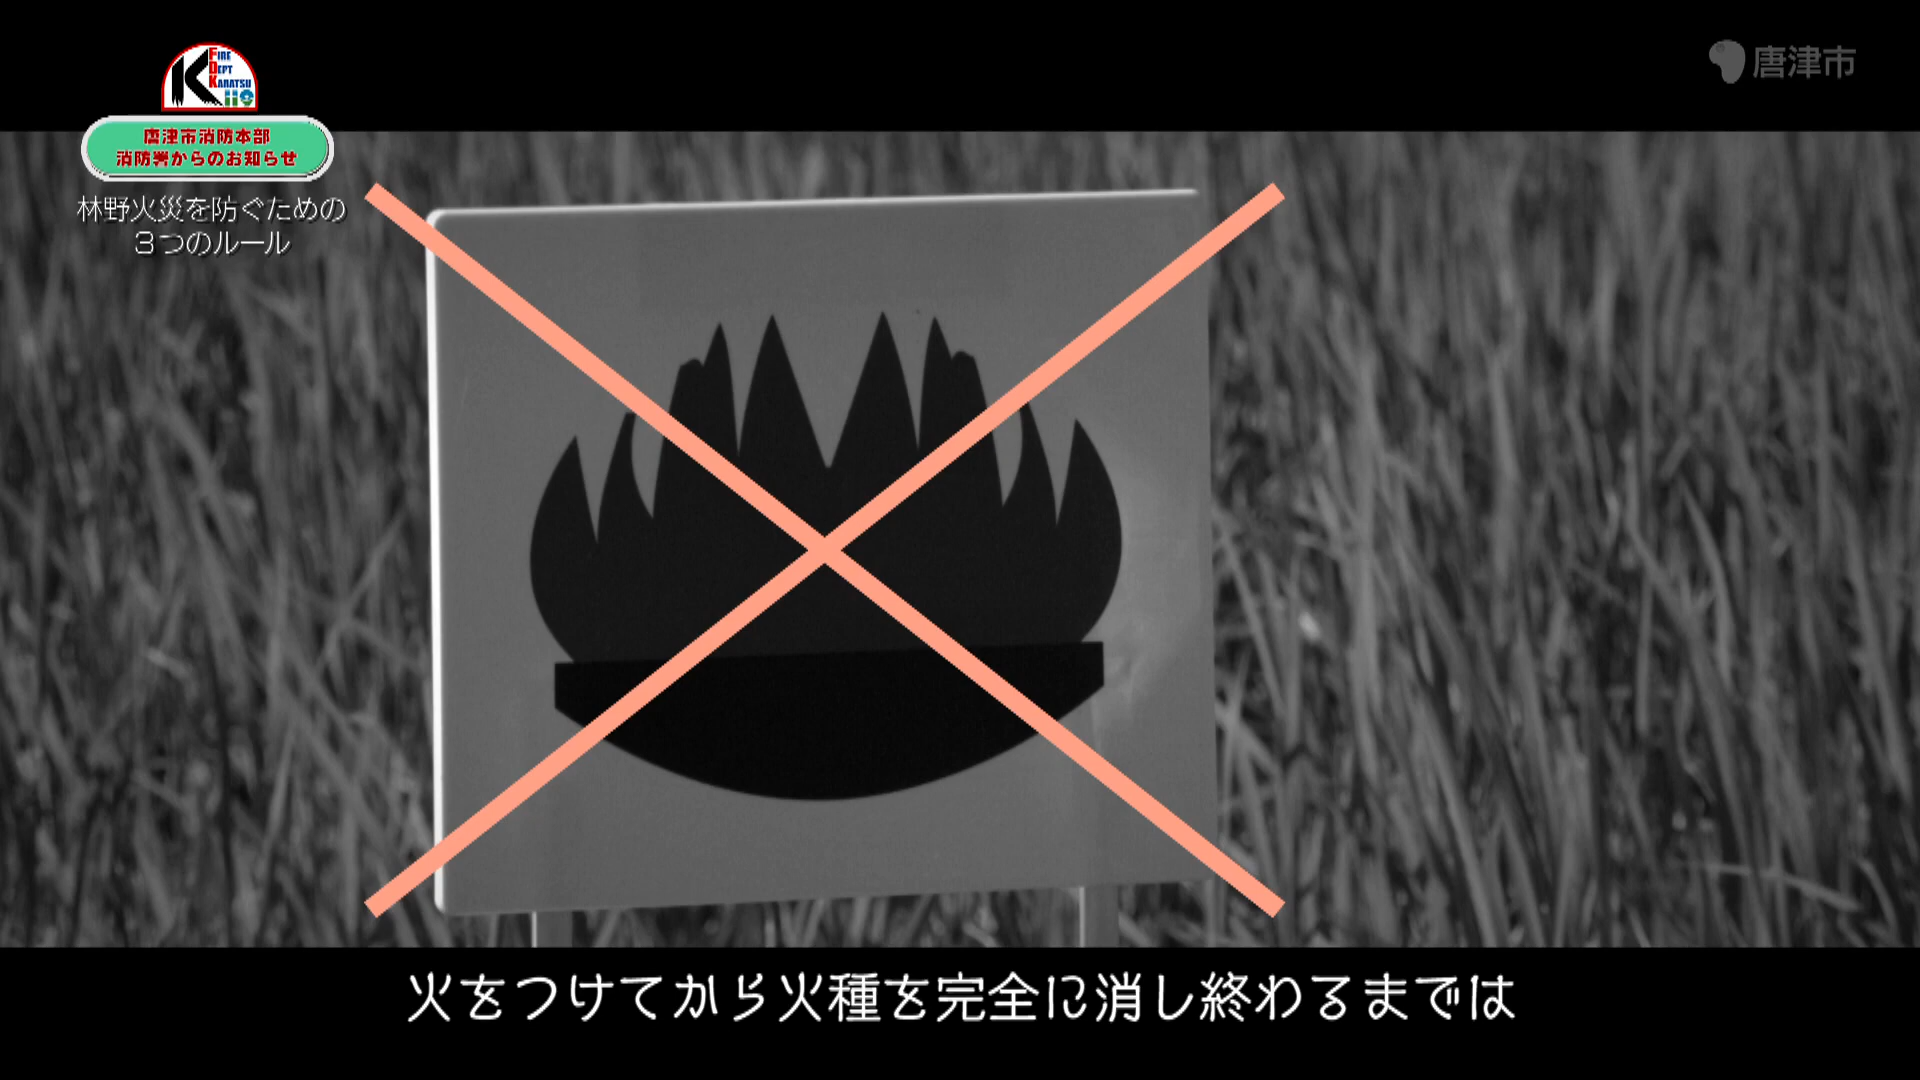 FIRE
DEPT
KARATSU
119
唐津市
唐津市消防本部
消防署からのお知らせ
林野火災を防ぐための
3つのルール
火をつけてから火種を完全に消し終わるまでは